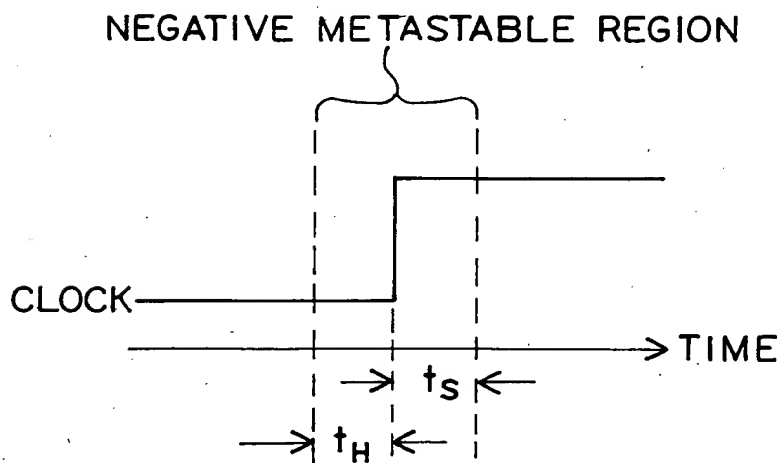 NEGATIVE METASTABLE REGION
CLOCK
TIME
tS
tH